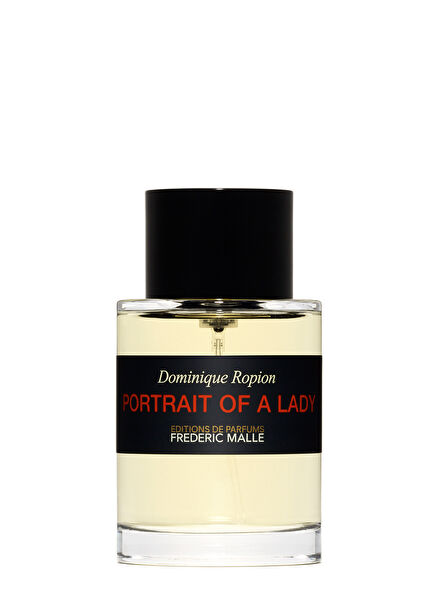 Dominique Ropion
PORTRAIT OF A LADY
EDITIONS DE PARFUMS
FREDERIC MALLE